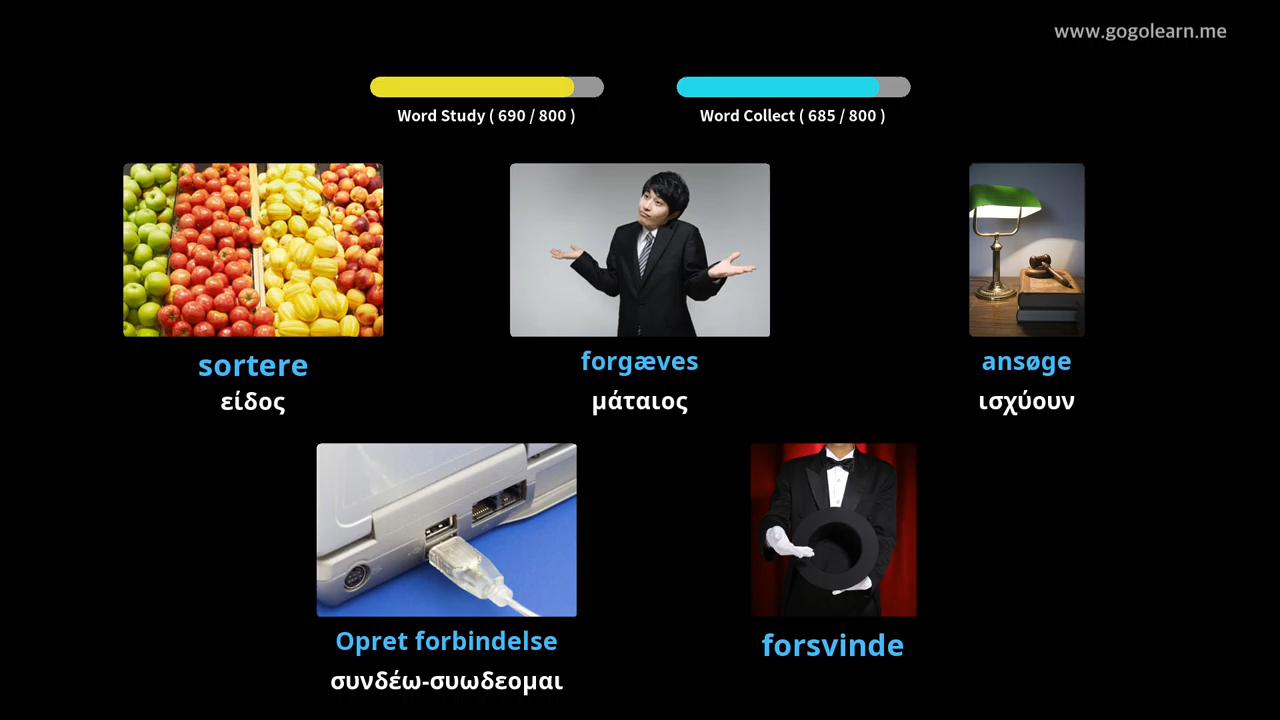 www.gogolearn.me
Word Study ( 690 / 800 )
Word Collect ( 685 / 800 )
sortere
είδος
forgæves
μάταιος
ansøge
ισχύουν
Opret forbindelse
συνδέω-συωδεομαι
forsvinde